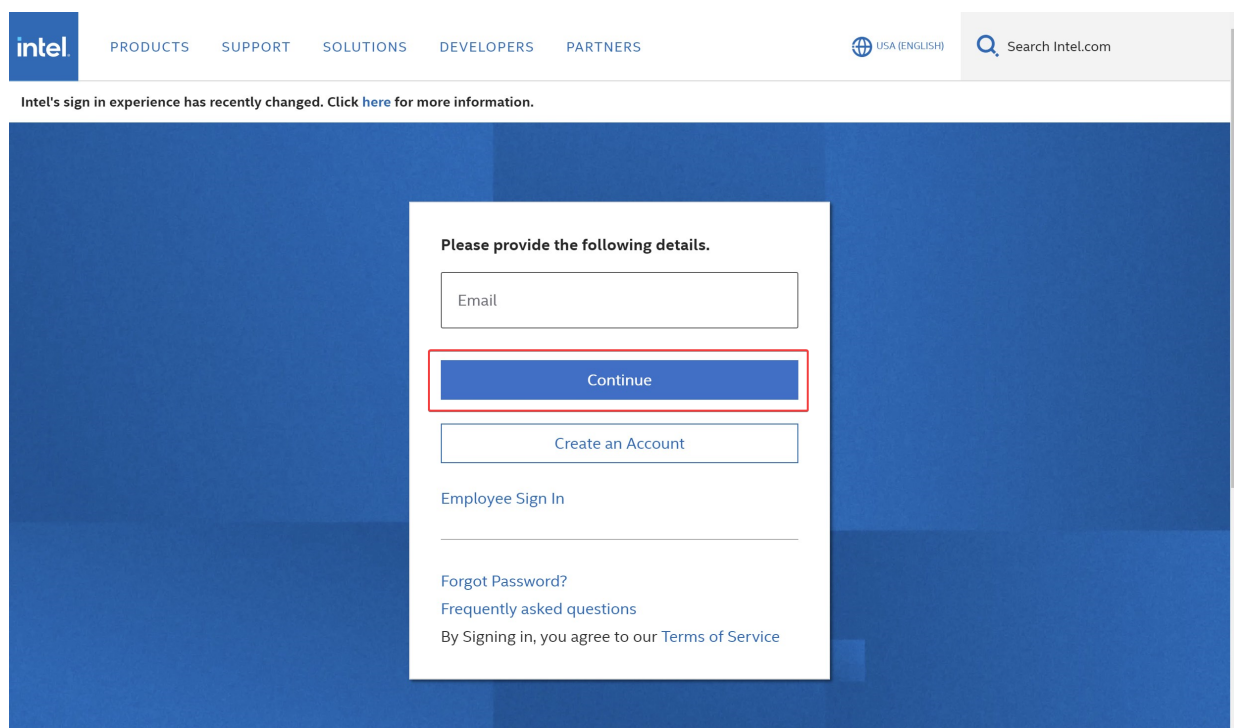 intel.
PRODUCTS SUPPORT SOLUTIONS DEVELOPERS PARTNERS USA (ENGLISH) Search Intel.com
Intel's sign in experience has recently changed. Click here for more information.
Please provide the following details.
Email
Continue
Create an Account
Employee Sign In
Forgot Password?
Frequently asked questions
By Signing in, you agree to our Terms of Service